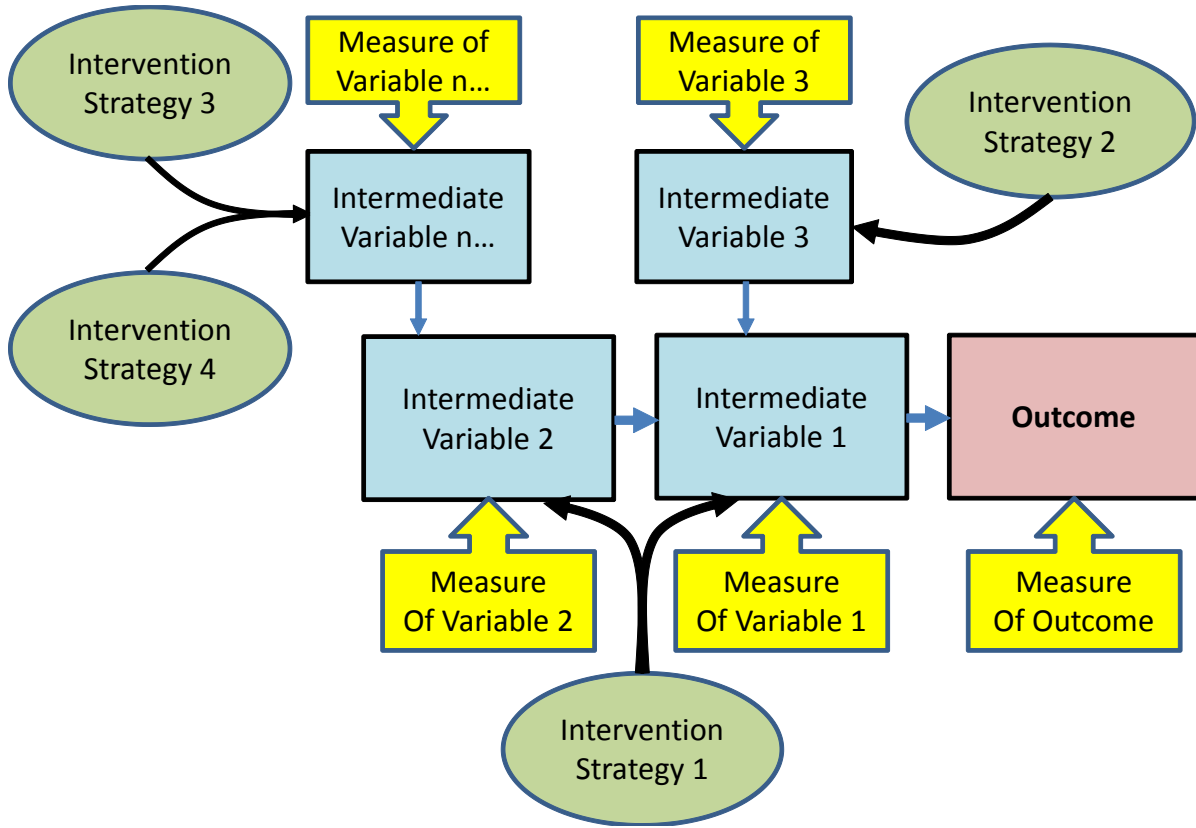 Intervention
Strategy 3
Measure of
Variable n...
Measure of
Variable 3
Intervention
Strategy 2
Intermediate
Variable n...
Intermediate
Variable 3
Intervention
Strategy 4
Intermediate
Variable 2
Intermediate
Variable 1
Outcome
Measure
Of Variable 2
Measure
Of Variable 1
Measure
Of Outcome
Intervention
Strategy 1